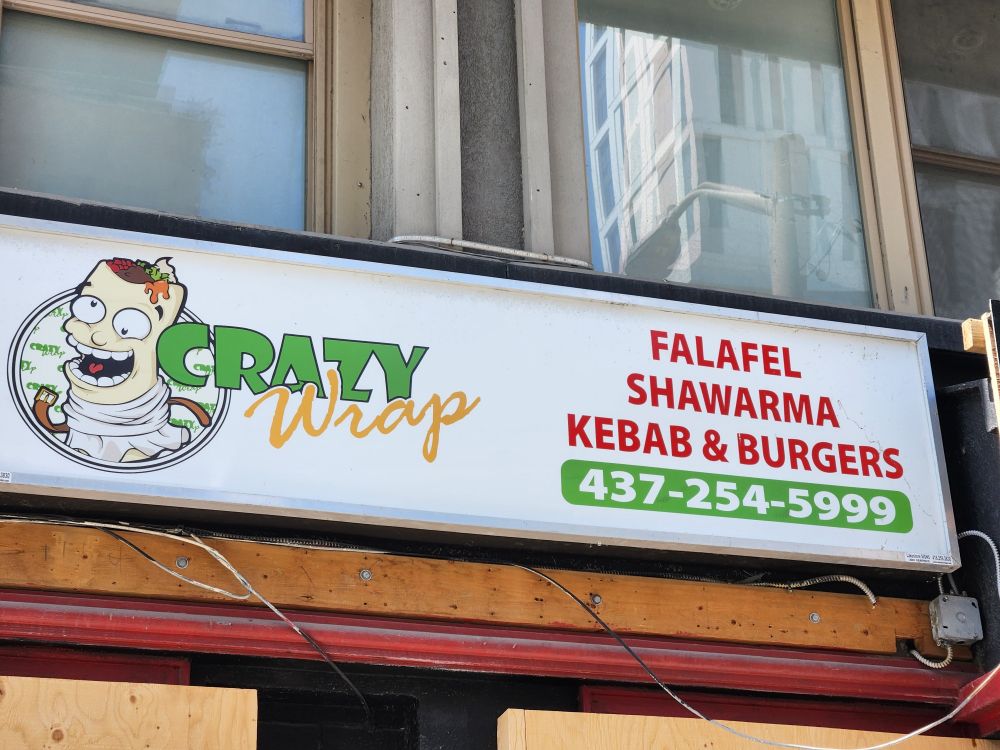 CRAZY
Wrap
FALAFEL
SHAWARMA
KEBAB & BURGERS
437-254-5999